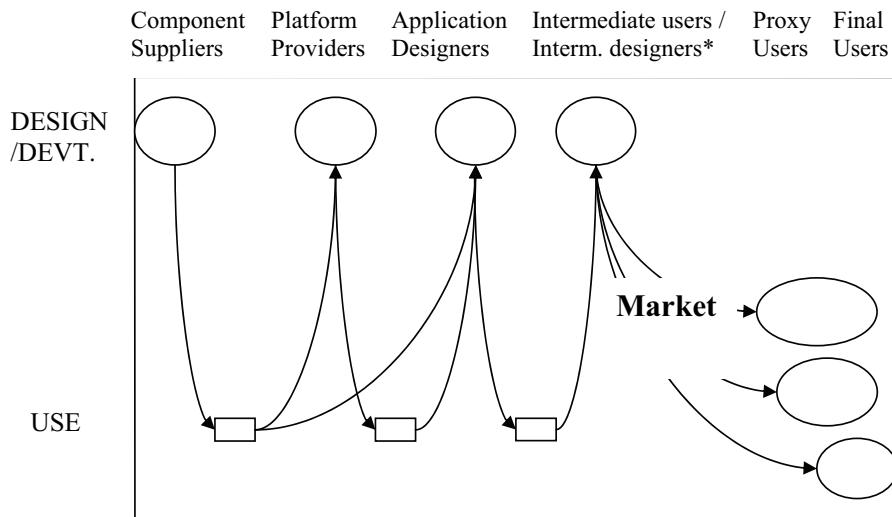 Component Suppliers
Platform Providers
Application Designers
Intermediate users /
Interm. designers*
Proxy Users
Final Users
DESIGN
/DEVT.
Market
USE